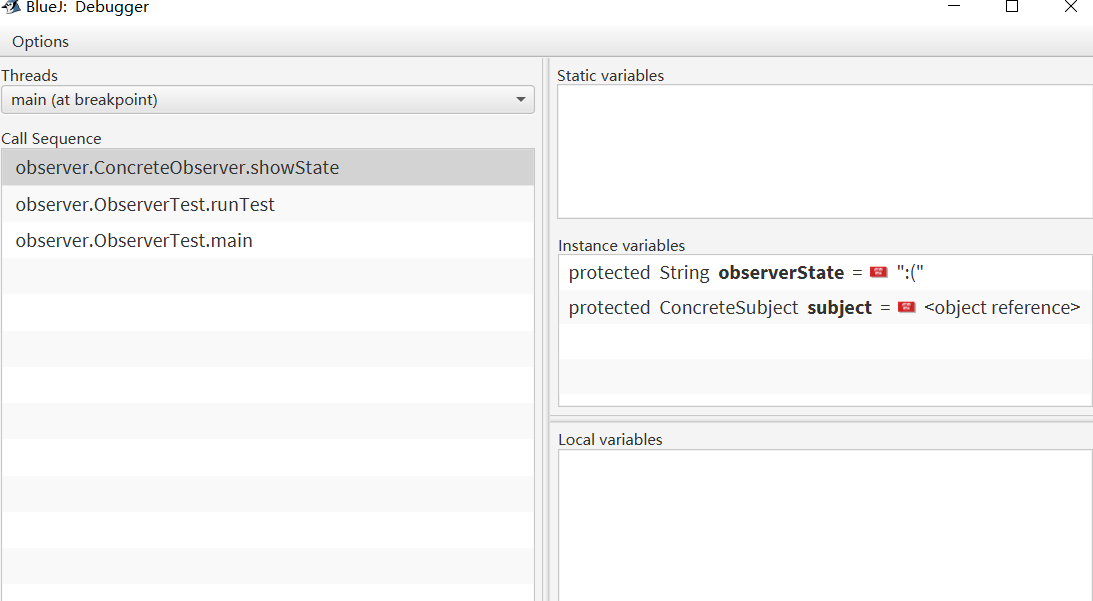 BlueJ: Debugger
Options
Threads
main (at breakpoint)
Call Sequence
observer.ConcreteObserver.showState
observer.ObserverTest.runTest
observer.ObserverTest.main
Static variables
Instance variables
protected String observerState = ":("
protected ConcreteSubject subject = <object reference>
Local variables